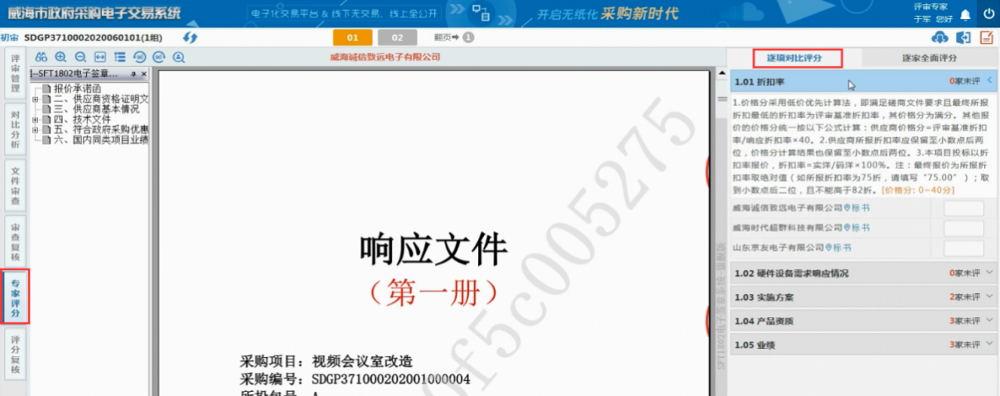 威海市政府采购电子交易系统
电子化交易平台 & 线下无交易、线上全公开
开启无纸化 采购新时代
评审专家
于军 您好
初审 SDGP3710002020060101(1组)
01
02
翻页➡ 1
评审管理
对比分析
文件审查
审查复核
专家评分
评分复核
威海诚信致远电子有限公司
]--SFT1802电子签章...
报价承诺函
二、供应商资格证明文
三、供应商基本情况
四、技术文件
五、符合政府采购优惠
六、国内同类项目业绩
响应文件
（第一册）
采购项目：视频会议室改造
采购编号：SDGP371000202001000004
0f5c005275
逐项对比评分
逐家全面评分
1.01 折扣率 0家未评
1.价格分采用低价优先计算法，即满足磋商文件要求且最终所报
折扣最低的折扣率为评审基准折扣率，其价格分为满分。其他报
价的价格分统一按以下公式计算：供应商价格分=评审基准折扣
率/响应折扣率×40。2.供应商所报折扣率应保留至小数点后两
位，价格分计算结果也保留至小数点后两位。3.本项目投标以折
扣率报价，折扣率=实洋/码洋×100%。注：最终报价为所报折
扣率取绝对值（如所报折扣率为75折，请填写“75.00”）；取
到小数点后二位，且不能高于82折。[价格分: 0~40分]
威海诚信致远电子有限公司 标书
威海时代超群科技有限公司 标书
山东京友电子有限公司 标书
1.02 硬件设备需求响应情况 0家未评
1.03 实施方案 2家未评
1.04 产品资质 3家未评
1.05 业绩 3家未评